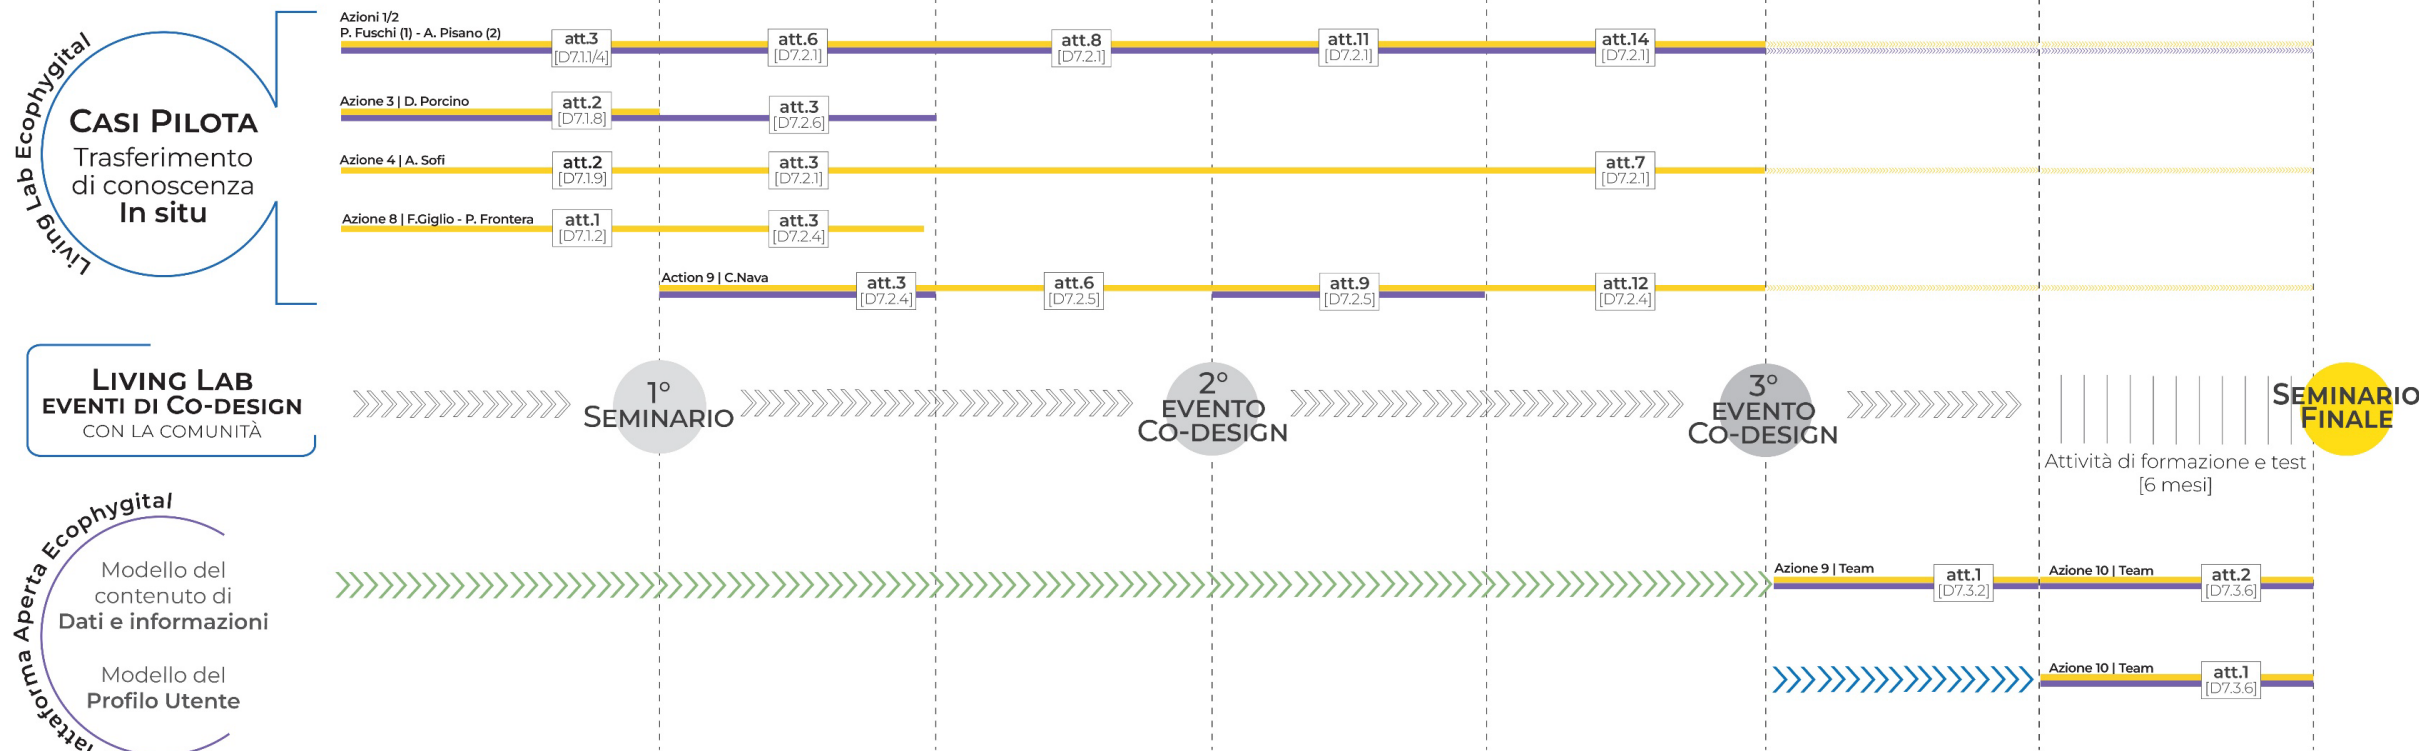 Living Lab Ecophygital
CASI PILOTA
Trasferimento
di conoscenza
In situ
Azioni 1/2
P. Fuschi (1) - A. Pisano (2)
att.3
[D7.1.1/4]
att.6
[D7.2.1]
att.8
[D7.2.1]
att.11
[D7.2.1]
att.14
[D7.2.1]
Azione 3 | D. Porcino
att.2
[D7.1.8]
att.3
[D7.2.6]
Azione 4 | A. Sofi
att.2
[D7.1.9]
att.3
[D7.2.1]
att.7
[D7.2.1]
Azione 8 | F.Giglio - P. Frontera
att.1
[D7.1.2]
att.3
[D7.2.4]
Action 9 | C.Nava
att.3
[D7.2.4]
att.6
[D7.2.5]
att.9
[D7.2.5]
att.12
[D7.2.4]
LIVING LAB
EVENTI DI CO-DESIGN
CON LA COMUNITÀ
1°
SEMINARIO
2°
EVENTO
CO-DESIGN
3°
EVENTO
CO-DESIGN
SEMINARIO
FINALE
Attività di formazione e test
[6 mesi]
Aperta Ecophygital
Modello del
contenuto di
Dati e informazioni
Modello del
Profilo Utente
Azione 9 | Team
att.1
[D7.3.2]
Azione 10 | Team
att.2
[D7.3.6]
Azione 10 | Team
att.1
[D7.3.6]